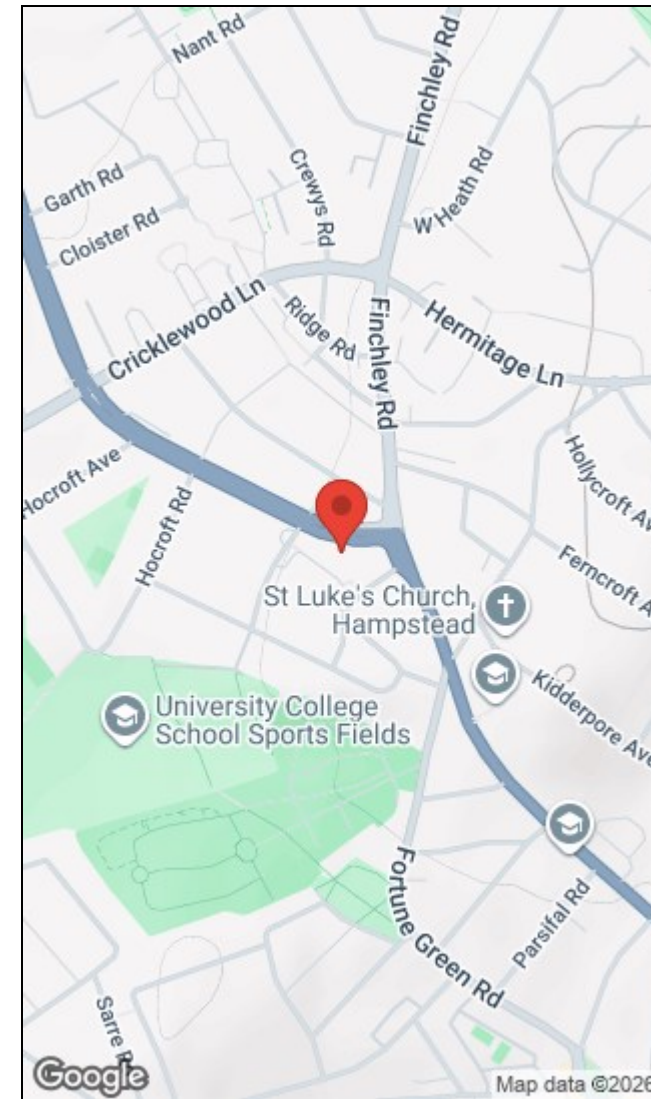 Nant Rd
Finchley Rd
Crewys Rd
W Heath Rd
Garth Rd
Cloister Rd
Cricklewood Ln
Ridge Rd
Finchley Rd
Hermitage Ln
Hocroft Ave
Hocroft Rd
Hollycroft Av
Ferncroft A
St Luke's Church,
Hampstead
Kidderpore Ave
University College
School Sports Fields
Fortune Green Rd
Parsifal Rd
Sarre R
Google
Map data ©2026